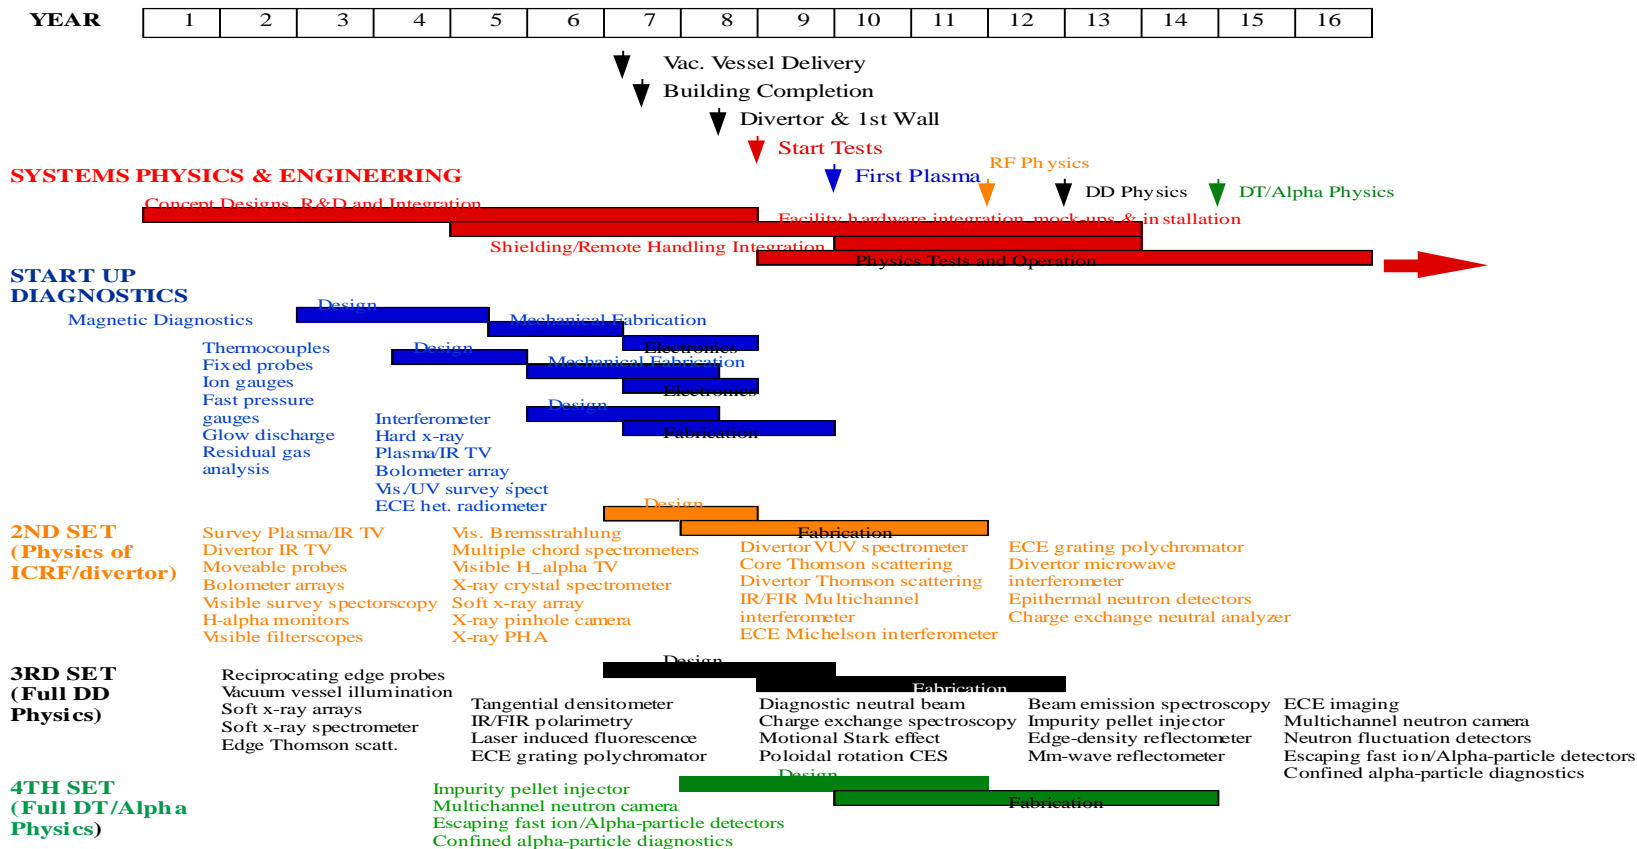 YEAR 1 2 3 4 5 6 7 8 9 10 11 12 13 14 15 16
Vac. Vessel Delivery
Building Completion
Divertor & 1st Wall
Start Tests
RF Physics
SYSTEMS PHYSICS & ENGINEERING
First Plasma
DD Physics
DT/Alpha Physics
Concept Designs, R&D and Integration
Facility hardware integration, mock-ups & installation
Shielding/Remote Handling Integration
Physics Tests and Operation
START UP
DIAGNOSTICS
Magnetic Diagnostics
Design
Mechanical Fabrication
Electronics
Thermocouples
Fixed probes
Ion gauges
Fast pressure
gauges
Glow discharge
Residual gas
analysis
Design
Mechanical Fabrication
Electronics
Interferometer
Hard x-ray
Plasma/IR TV
Bolometer array
Vis./UV survey spect
ECE het. radiometer
Design
Fabrication
2ND SET
(Physics of
ICRF/divertor)
Design
Fabrication
Survey Plasma/IR TV
Divertor IR TV
Moveable probes
Bolometer arrays
Visible survey spectorscopy
H-alpha monitors
Visible filterscopes
Vis. Bremsstrahlung
Multiple chord spectrometers
Visible H_alpha TV
X-ray crystal spectrometer
Soft x-ray array
X-ray pinhole camera
X-ray PHA
Divertor VUV spectrometer
Core Thomson scattering
Divertor Thomson scattering
IR/FIR Multichannel
interferometer
ECE Michelson interferometer
ECE grating polychromator
Divertor microwave
interferometer
Epithermal neutron detectors
Charge exchange neutral analyzer
3RD SET
(Full DD
Physics)
Design
Fabrication
Reciprocating edge probes
Vacuum vessel illumination
Soft x-ray arrays
Soft x-ray spectrometer
Edge Thomson scatt.
Tangential densitometer
IR/FIR polarimetry
Laser induced fluorescence
ECE grating polychromator
Diagnostic neutral beam
Charge exchange spectroscopy
Motional Stark effect
Poloidal rotation CES
Beam emission spectroscopy
Impurity pellet injector
Edge-density reflectometer
Mm-wave reflectometer
ECE imaging
Multichannel neutron camera
Neutron fluctuation detectors
Escaping fast ion/Alpha-particle detectors
Confined alpha-particle diagnostics
4TH SET
(Full DT/Alpha
Physics)
Design
Fabrication
Impurity pellet injector
Multichannel neutron camera
Escaping fast ion/Alpha-particle detectors
Confined alpha-particle diagnostics